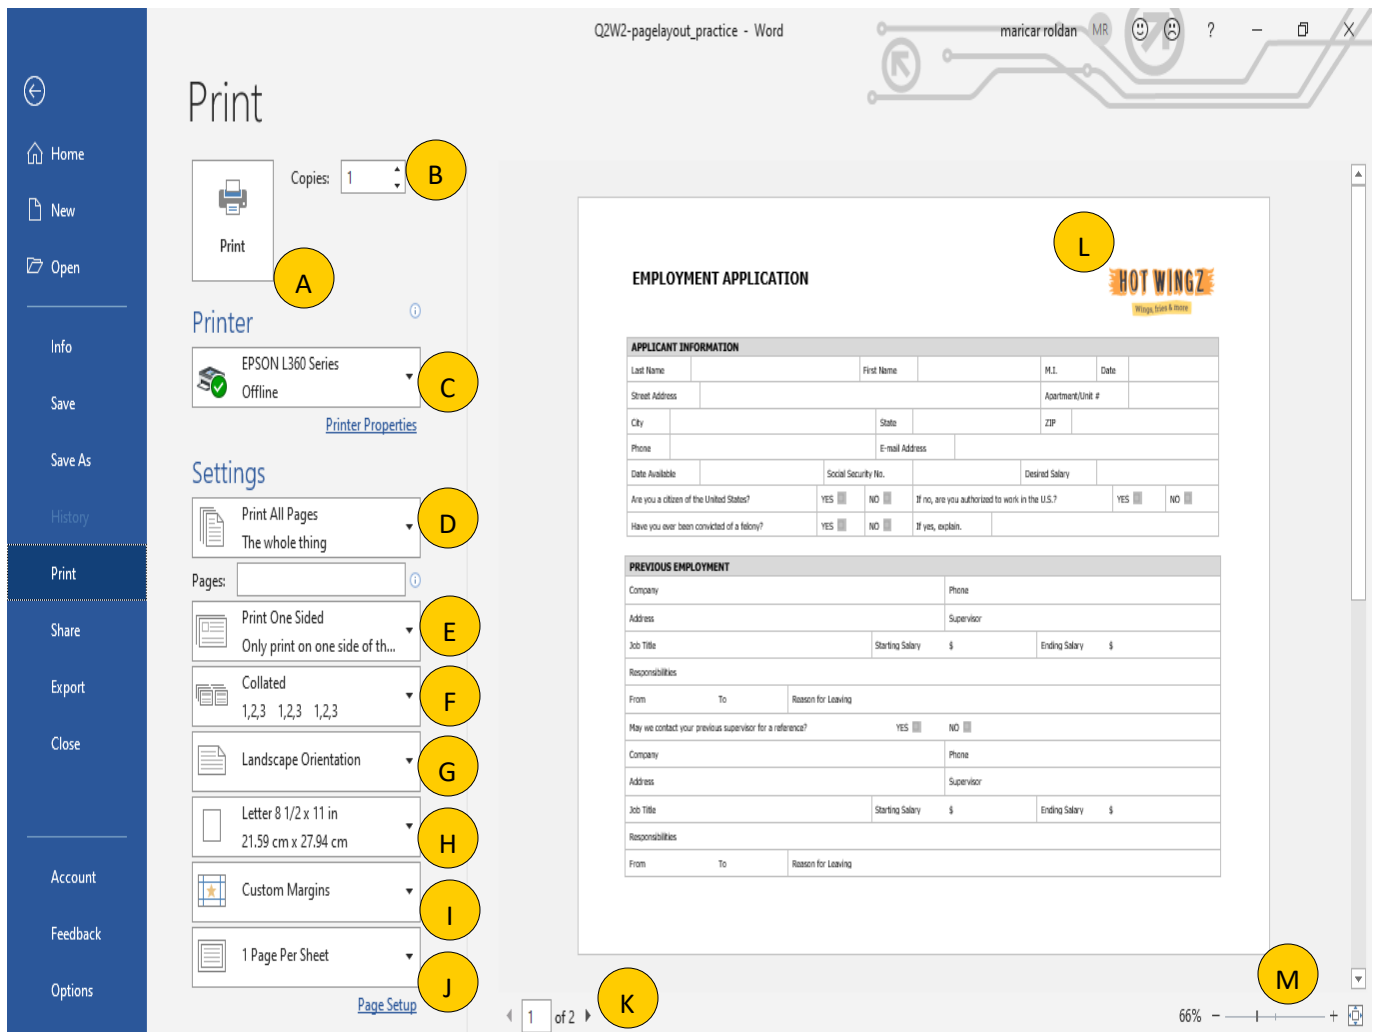 Q2W2-pagelayout_practice - Word
maricar roldan MR ?
Print
Home
New
Open
Info
Save
Save As
History
Print
Share
Export
Close
Account
Feedback
Options
Copies: 1 B
Print
A
Printer
EPSON L360 Series
Offline
C
Printer Properties
Settings
Print All Pages
The whole thing
D
Pages:
Print One Sided
Only print on one side of th...
E
Collated
1,2,3 1,2,3 1,2,3
F
Landscape Orientation
G
Letter 8 1/2 x 11 in
21.59 cm x 27.94 cm
H
Custom Margins
I
1 Page Per Sheet
J
Page Setup
L
EMPLOYMENT APPLICATION
HOT WINGZ
Wings, fries & more
APPLICANT INFORMATION
Last Name First Name M.I. Date
Street Address Apartment/Unit #
City State ZIP
Phone E-mail Address
Date Available Social Security No. Desired Salary
Are you a citizen of the United States? YES NO If no, are you authorized to work in the U.S.? YES NO
Have you ever been convicted of a felony? YES NO If yes, explain.
PREVIOUS EMPLOYMENT
Company Phone
Address Supervisor
Job Title Starting Salary $ Ending Salary $
Responsibilities
From To Reason for Leaving
May we contact your previous supervisor for a reference? YES NO
Company Phone
Address Supervisor
Job Title Starting Salary $ Ending Salary $
Responsibilities
From To Reason for Leaving
1 of 2
K
M
66% - +